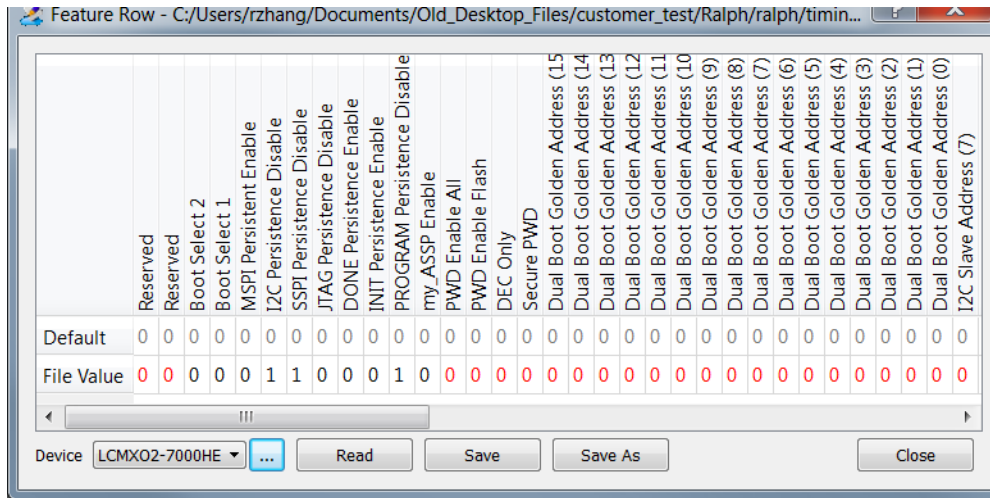 Feature Row - C:/Users/rzhang/Documents/Old_Desktop_Files/customer_test/Ralph/ralph/timin...
Reserved
Reserved
Boot Select 2
Boot Select 1
MSPI Persistent Enable
I2C Persistence Disable
SSPI Persistence Disable
JTAG Persistence Disable
DONE Persistence Enable
INIT Persistence Enable
PROGRAM Persistence Disable
my_ASSP Enable
PWD Enable All
PWD Enable Flash
DEC Only
Secure PWD
Dual Boot Golden Address (15
Dual Boot Golden Address (14
Dual Boot Golden Address (13
Dual Boot Golden Address (12
Dual Boot Golden Address (11
Dual Boot Golden Address (10
Dual Boot Golden Address (9)
Dual Boot Golden Address (8)
Dual Boot Golden Address (7)
Dual Boot Golden Address (6)
Dual Boot Golden Address (5)
Dual Boot Golden Address (4)
Dual Boot Golden Address (3)
Dual Boot Golden Address (2)
Dual Boot Golden Address (1)
Dual Boot Golden Address (0)
I2C Slave Address (7)
Default 0 0 0 0 0 0 0 0 0 0 0 0 0 0 0 0 0 0 0 0 0 0 0 0 0 0 0 0 0 0 0 0 0
File Value 0 0 0 0 0 1 1 0 0 0 1 0 0 0 0 0 0 0 0 0 0 0 0 0 0 0 0 0 0 0 0 0 0
Device LCMXO2-7000HE ... Read Save Save As Close